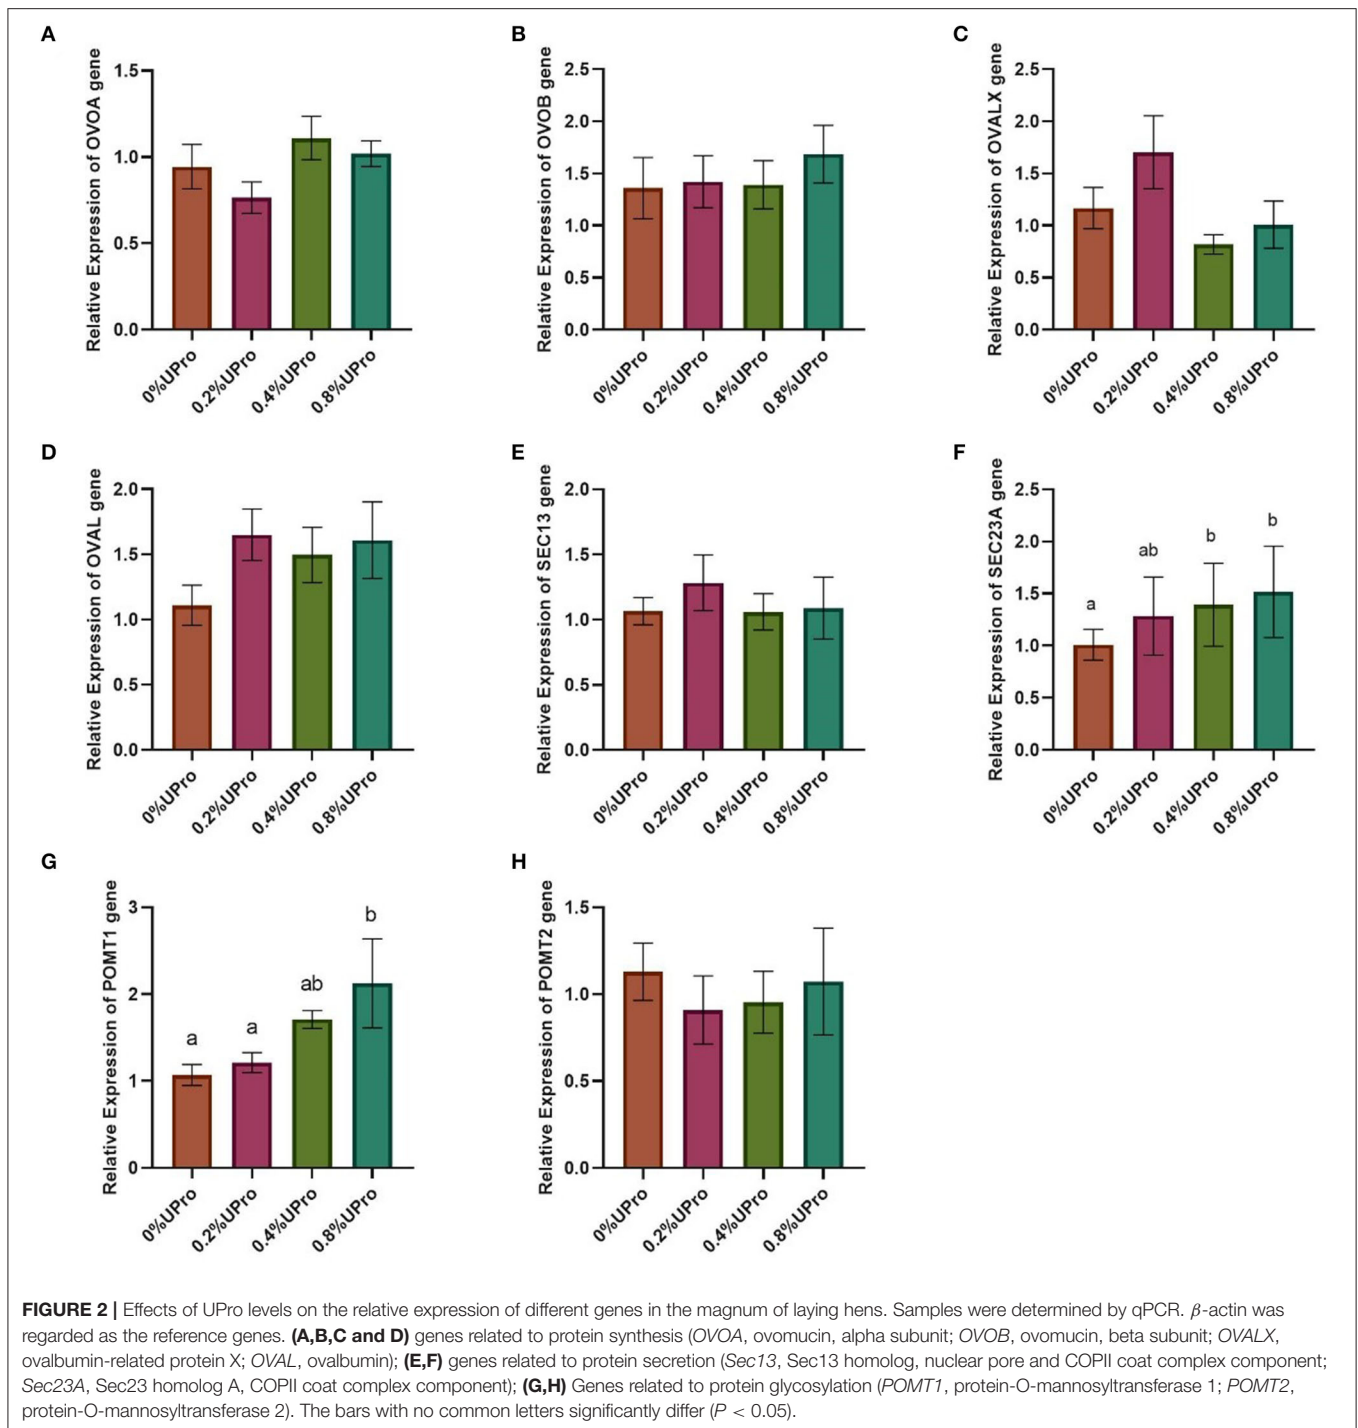 A
Relative Expression of OVOA gene
1.5
1.0
0.5
0.0
0%UPro
0.2%UPro
0.4%UPro
0.8%UPro
B
Relative Expression of OVOB gene
2.5
2.0
1.5
1.0
0.5
0.0
0%UPro
0.2%UPro
0.4%UPro
0.8%UPro
C
Relative Expression of OVALX gene
2.5
2.0
1.5
1.0
0.5
0.0
0%UPro
0.2%UPro
0.4%UPro
0.8%UPro
D
Relative Expression of OVAL gene
2.0
1.5
1.0
0.5
0.0
0%UPro
0.2%UPro
0.4%UPro
0.8%UPro
E
Relative Expression of SEC13 gene
2.0
1.5
1.0
0.5
0.0
0%UPro
0.2%UPro
0.4%UPro
0.8%UPro
F
Relative Expression of SEC23A gene
2.5
2.0
1.5
1.0
0.5
0.0
a
ab
b
b
0%UPro
0.2%UPro
0.4%UPro
0.8%UPro
G
Relative Expression of POMT1 gene
3
2
1
0
a
a
ab
b
0%UPro
0.2%UPro
0.4%UPro
0.8%UPro
H
Relative Expression of POMT2 gene
1.5
1.0
0.5
0.0
0%UPro
0.2%UPro
0.4%UPro
0.8%UPro
FIGURE 2 | Effects of UPro levels on the relative expression of different genes in the magnum of laying hens. Samples were determined by qPCR. β-actin was
regarded as the reference genes. (A,B,C and D) genes related to protein synthesis (OVOA, ovomucin, alpha subunit; OVOB, ovomucin, beta subunit; OVALX,
ovalbumin-related protein X; OVAL, ovalbumin); (E,F) genes related to protein secretion (Sec13, Sec13 homolog, nuclear pore and COPII coat complex component;
Sec23A, Sec23 homolog A, COPII coat complex component); (G,H) Genes related to protein glycosylation (POMT1, protein-O-mannosyltransferase 1; POMT2,
protein-O-mannosyltransferase 2). The bars with no common letters significantly differ (P < 0.05).